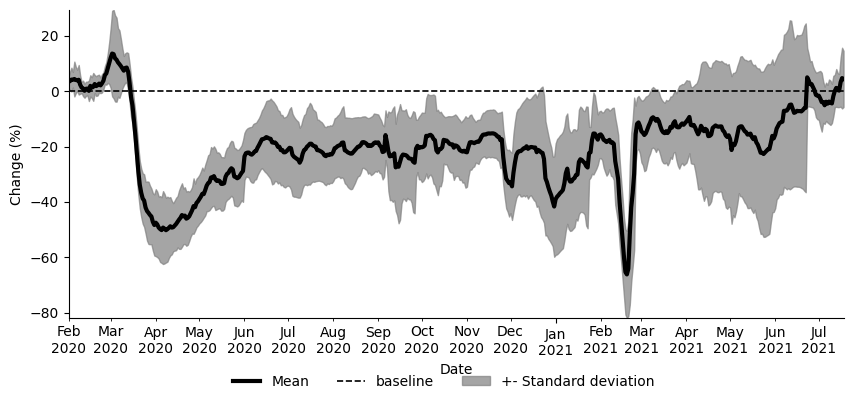 20
0
−20
−40
−60
−80
Change (%)
Feb Mar Apr May Jun Jul Aug Sep Oct Nov Dec Jan Feb Mar Apr May Jun Jul
2020 2020 2020 2020 2020 2020 2020 2020 2020 2020 2020 2021 2021 2021 2021 2021 2021 2021
Date
Mean baseline +- Standard deviation